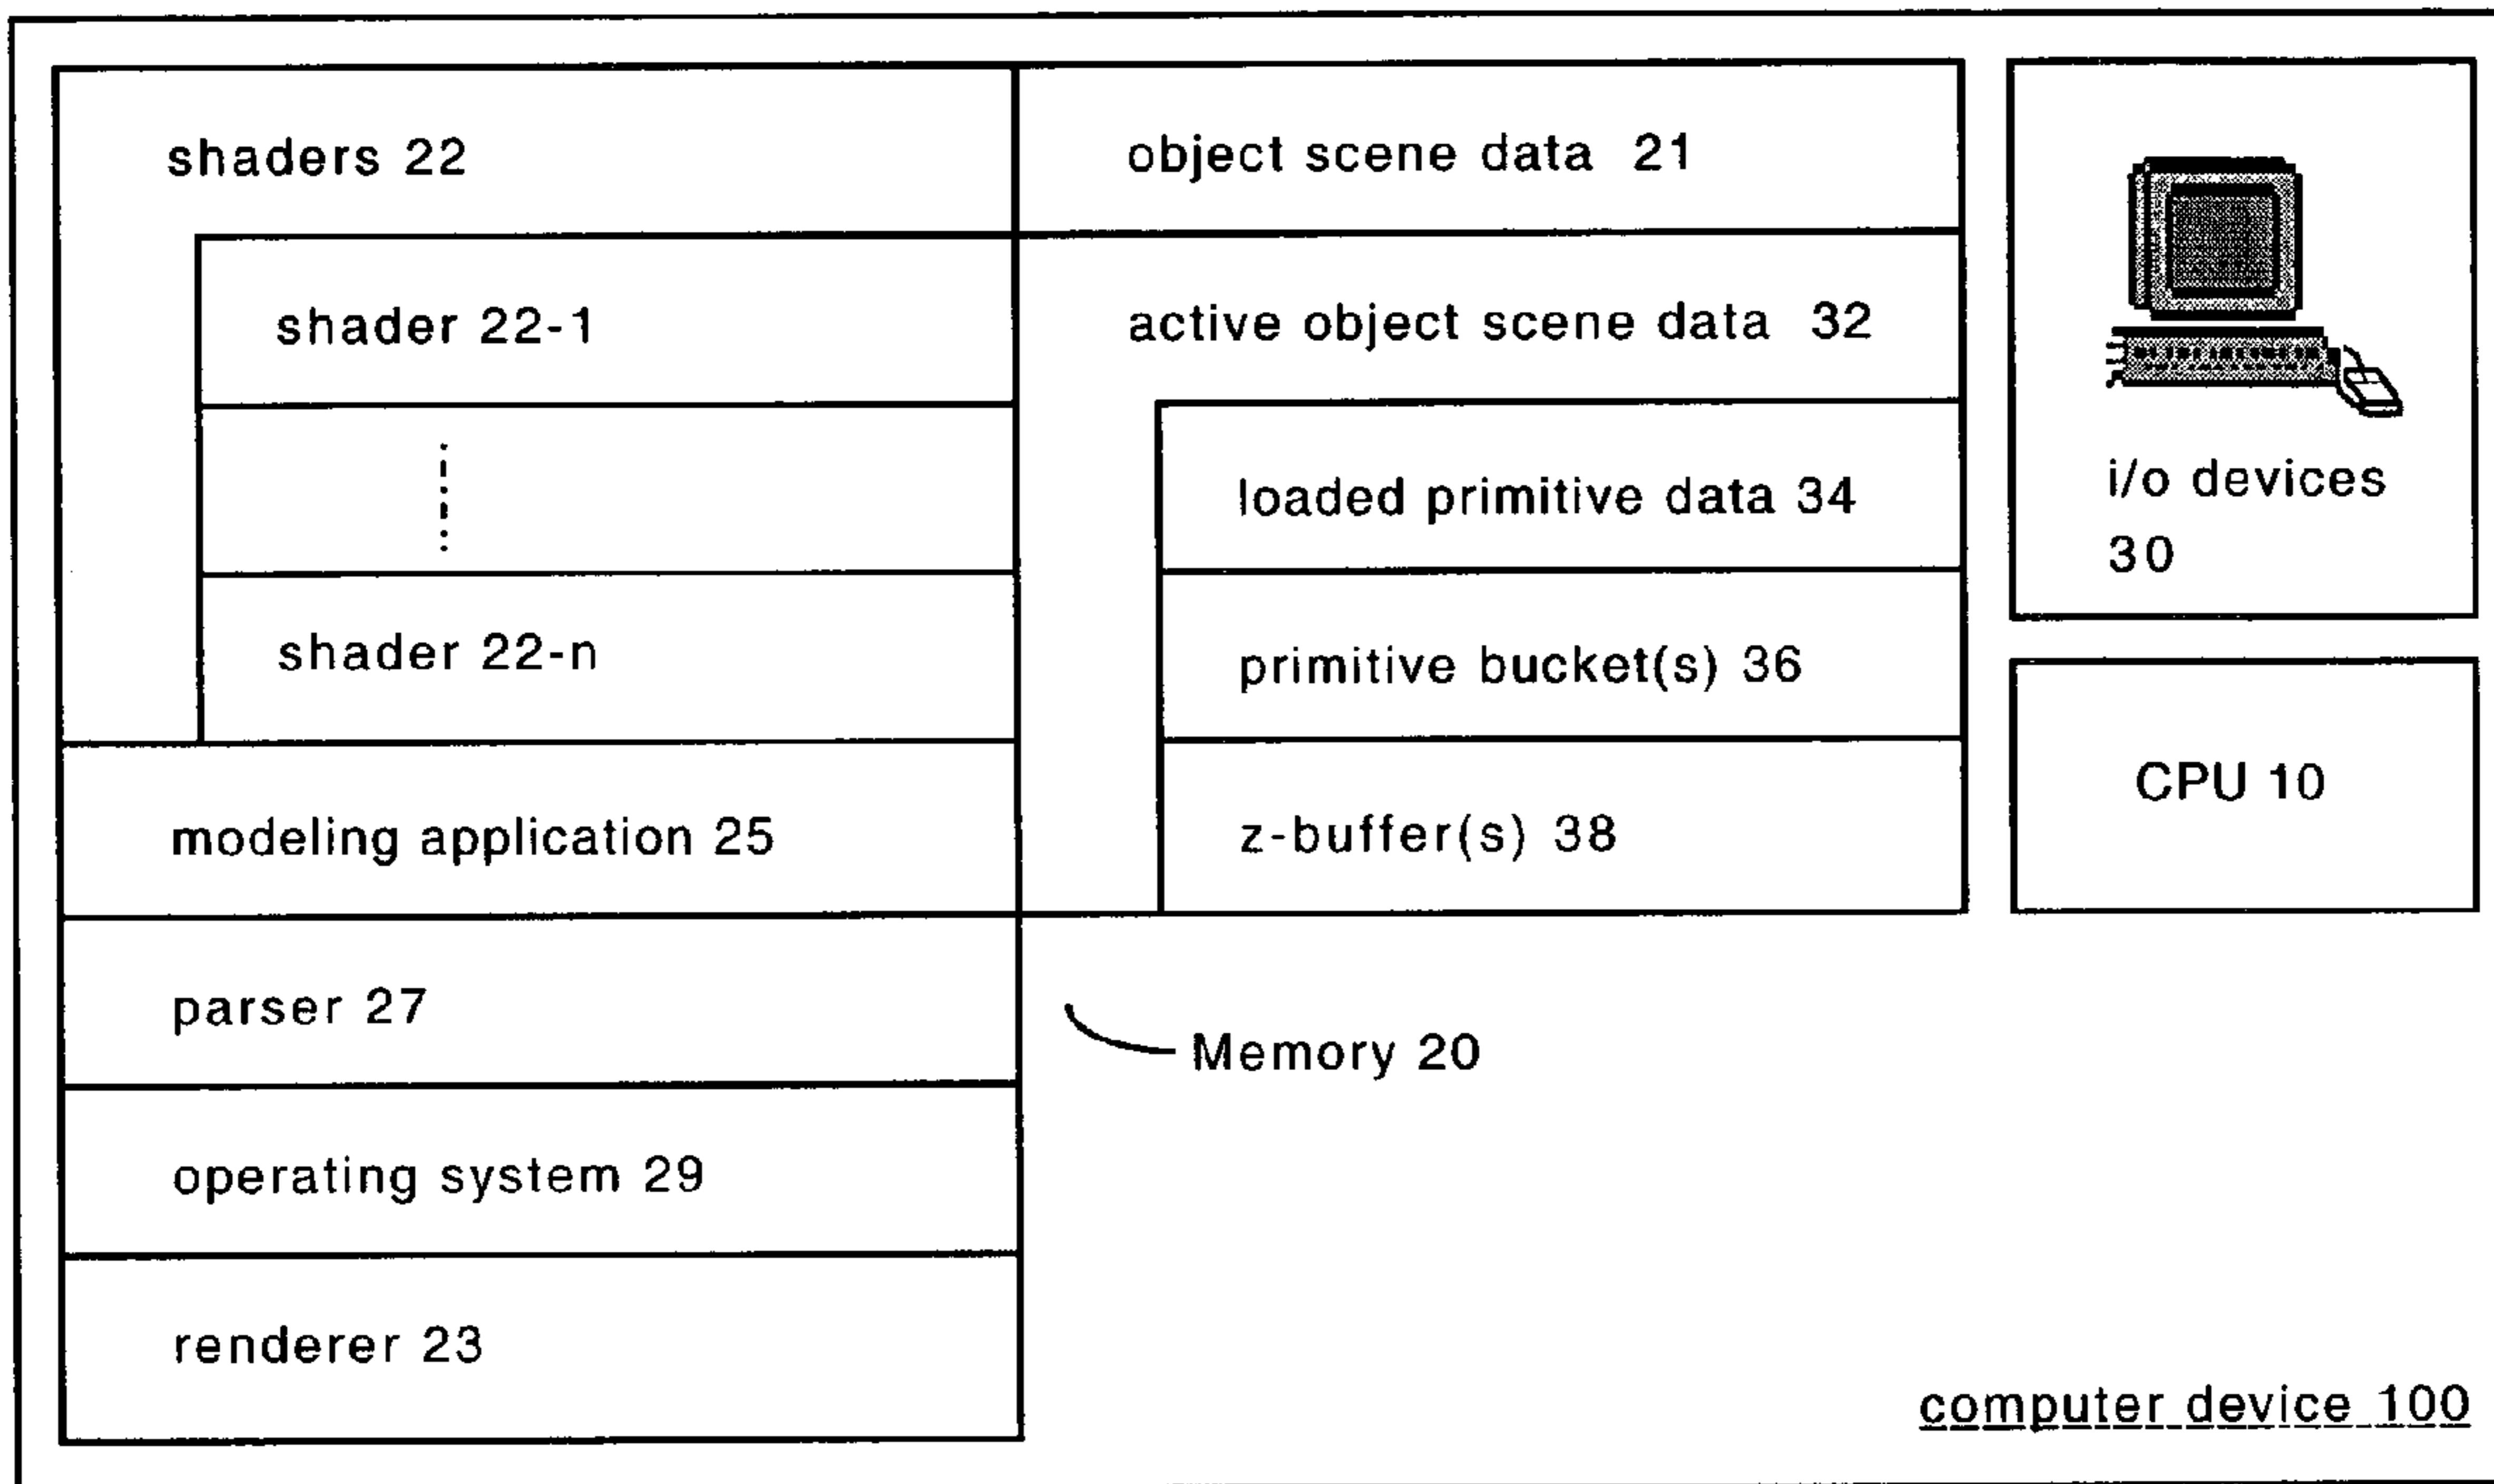 shaders 22
shader 22-1
shader 22-n
modeling application 25
parser 27
operating system 29
renderer 23
object scene data 21
active object scene data 32
loaded primitive data 34
primitive bucket(s) 36
z-buffer(s) 38
Memory 20
i/o devices
30
CPU 10
computer device 100